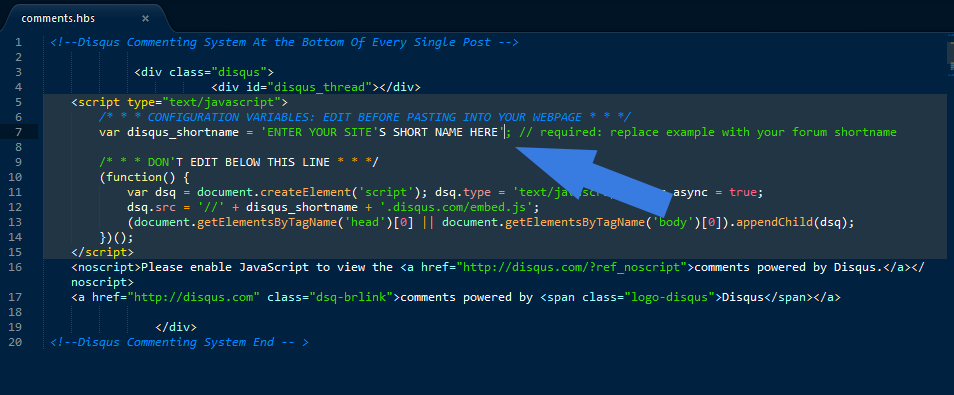 comments.hbs ×
1 <!--Disqus Commenting System At the Bottom Of Every Single Post -->
2
3 <div class="disqus">
4 <div id="disqus_thread"></div>
5 <script type="text/javascript">
6 /* * * CONFIGURATION VARIABLES: EDIT BEFORE PASTING INTO YOUR WEBPAGE * * */
7 var disqus_shortname = 'ENTER YOUR SITE'S SHORT NAME HERE'; // required: replace example with your forum shortname
8
9 /* * * DON'T EDIT BELOW THIS LINE * * */
10 (function() {
11 var dsq = document.createElement('script'); dsq.type = 'text/javas async = true;
12 dsq.src = '//' + disqus_shortname + '.disqus.com/embed.js';
13 (document.getElementsByTagName('head')[0] || document.getElementsByTagName('body')[0]).appendChild(dsq);
14 })();
15 </script>
16 <noscript>Please enable JavaScript to view the <a href="http://disqus.com/?ref_noscript">comments powered by Disqus.</a></
noscript>
17 <a href="http://disqus.com" class="dsq-brlink">comments powered by <span class="logo-disqus">Disqus</span></a>
18
19 </div>
20 <!--Disqus Commenting System End -- >